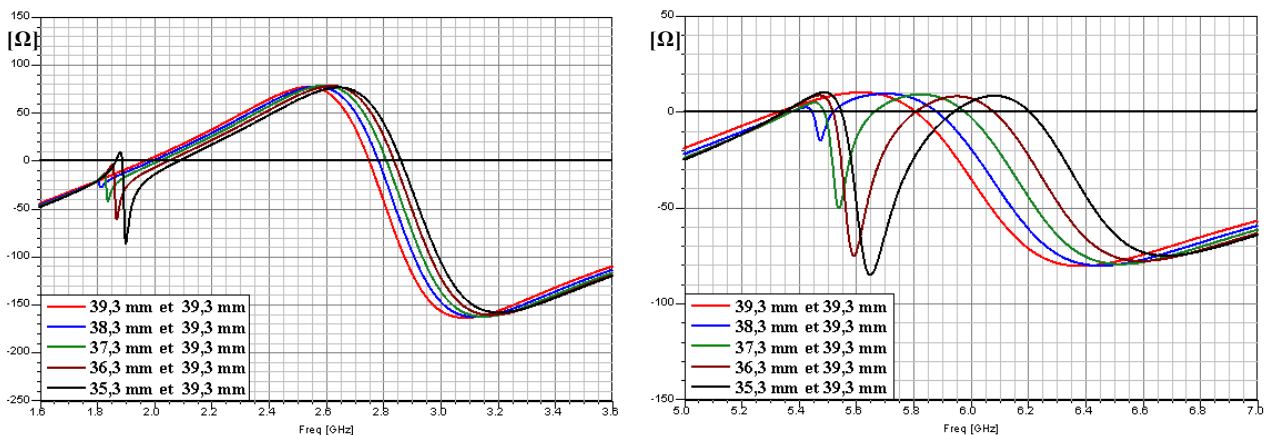 150
[Ω]
100
50
0
-50
-100
-150
-200
-250
39,3 mm et 39,3 mm
38,3 mm et 39,3 mm
37,3 mm et 39,3 mm
36,3 mm et 39,3 mm
35,3 mm et 39,3 mm
1.6 1.8 2.0 2.2 2.4 2.6 2.8 3.0 3.2 3.4 3.6
Freq [GHz]
50
[Ω]
0
-50
-100
-150
39,3 mm et 39,3 mm
38,3 mm et 39,3 mm
37,3 mm et 39,3 mm
36,3 mm et 39,3 mm
35,3 mm et 39,3 mm
5.0 5.2 5.4 5.6 5.8 6.0 6.2 6.4 6.6 6.8 7.0
Freq [GHz]